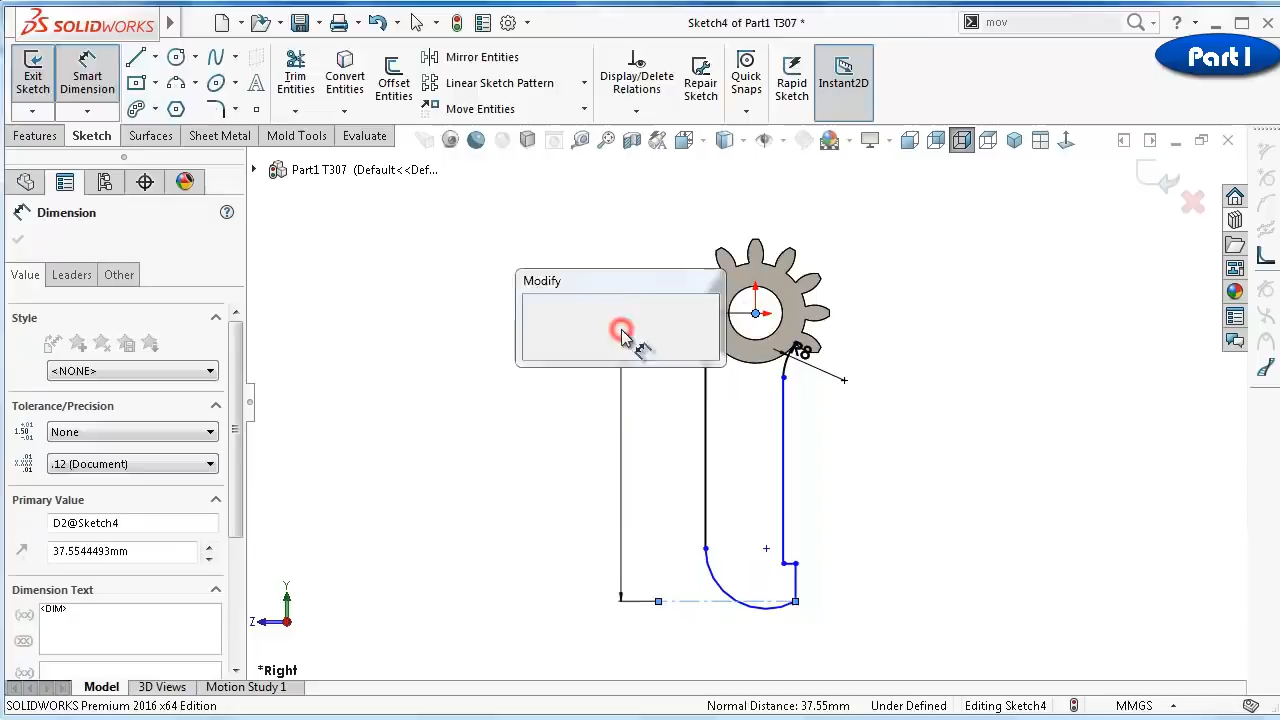 SOLIDWORKS
Sketch4 of Part1 T307 *
mov
Part 1
Exit Sketch
Smart Dimension
Trim Entities
Convert Entities
Offset Entities
Mirror Entities
Linear Sketch Pattern
Move Entities
Display/Delete Relations
Repair Sketch
Quick Snaps
Rapid Sketch
Instant2D
Features
Sketch
Surfaces
Sheet Metal
Mold Tools
Evaluate
Part1 T307 (Default<<Def...
Dimension
Value
Leaders
Other
Style
<NONE>
Tolerance/Precision
None
.12 (Document)
Primary Value
D2@Sketch4
37.5544493mm
Dimension Text
<DIM>
Modify
R8
Y
Z
*Right
Model
3D Views
Motion Study 1
SOLIDWORKS Premium 2016 x64 Edition
Normal Distance: 37.55mm
Under Defined
Editing Sketch4
MMGS